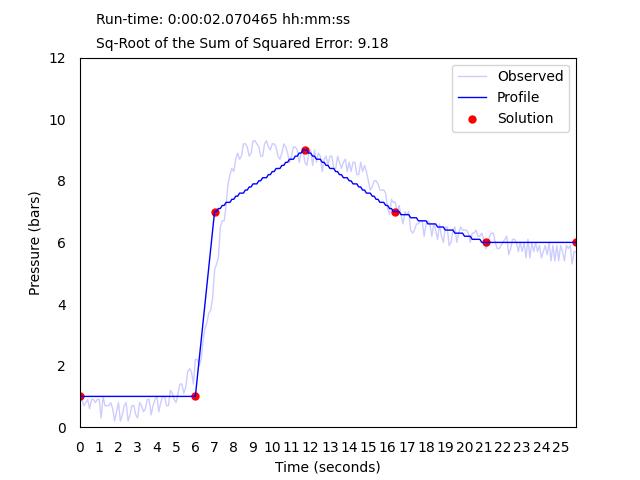 Run-time: 0:00:02.070465 hh:mm:ss
Sq-Root of the Sum of Squared Error: 9.18
12
10
8
6
4
2
0
Pressure (bars)
Observed
Profile
Solution
0 1 2 3 4 5 6 7 8 9 10 11 12 13 14 15 16 17 18 19 20 21 22 23 24 25
Time (seconds)